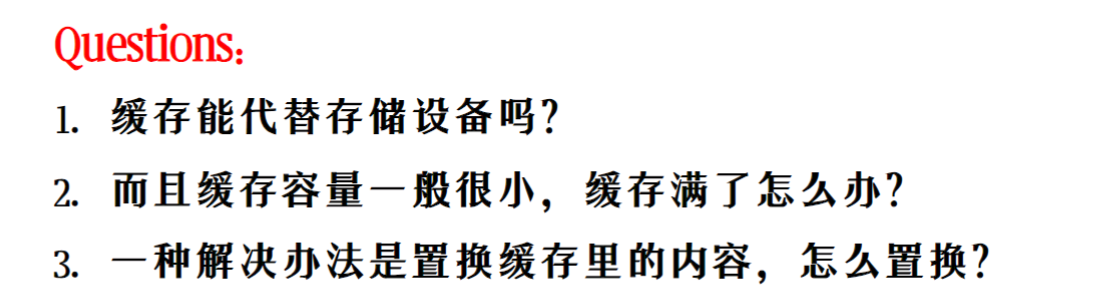 Questions:
1. 缓存能代替存储设备吗？
2. 而且缓存容量一般很小，缓存满了怎么办？
3. 一种解决办法是置换缓存里的内容，怎么置换？